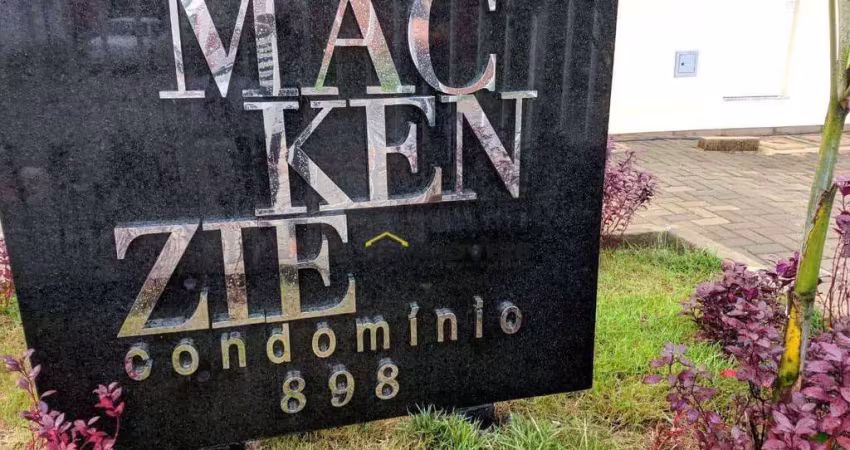 MAC
KEN
ZIE
condomínio
898